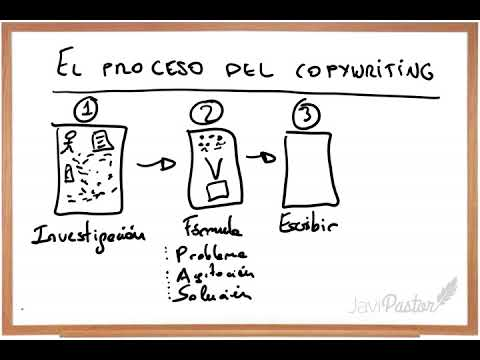 EL PROCESO DEL COPYWRITING
1 2 3
Investigación Fórmula Escribir
Problema
Agitación
Solución
JaviPastor